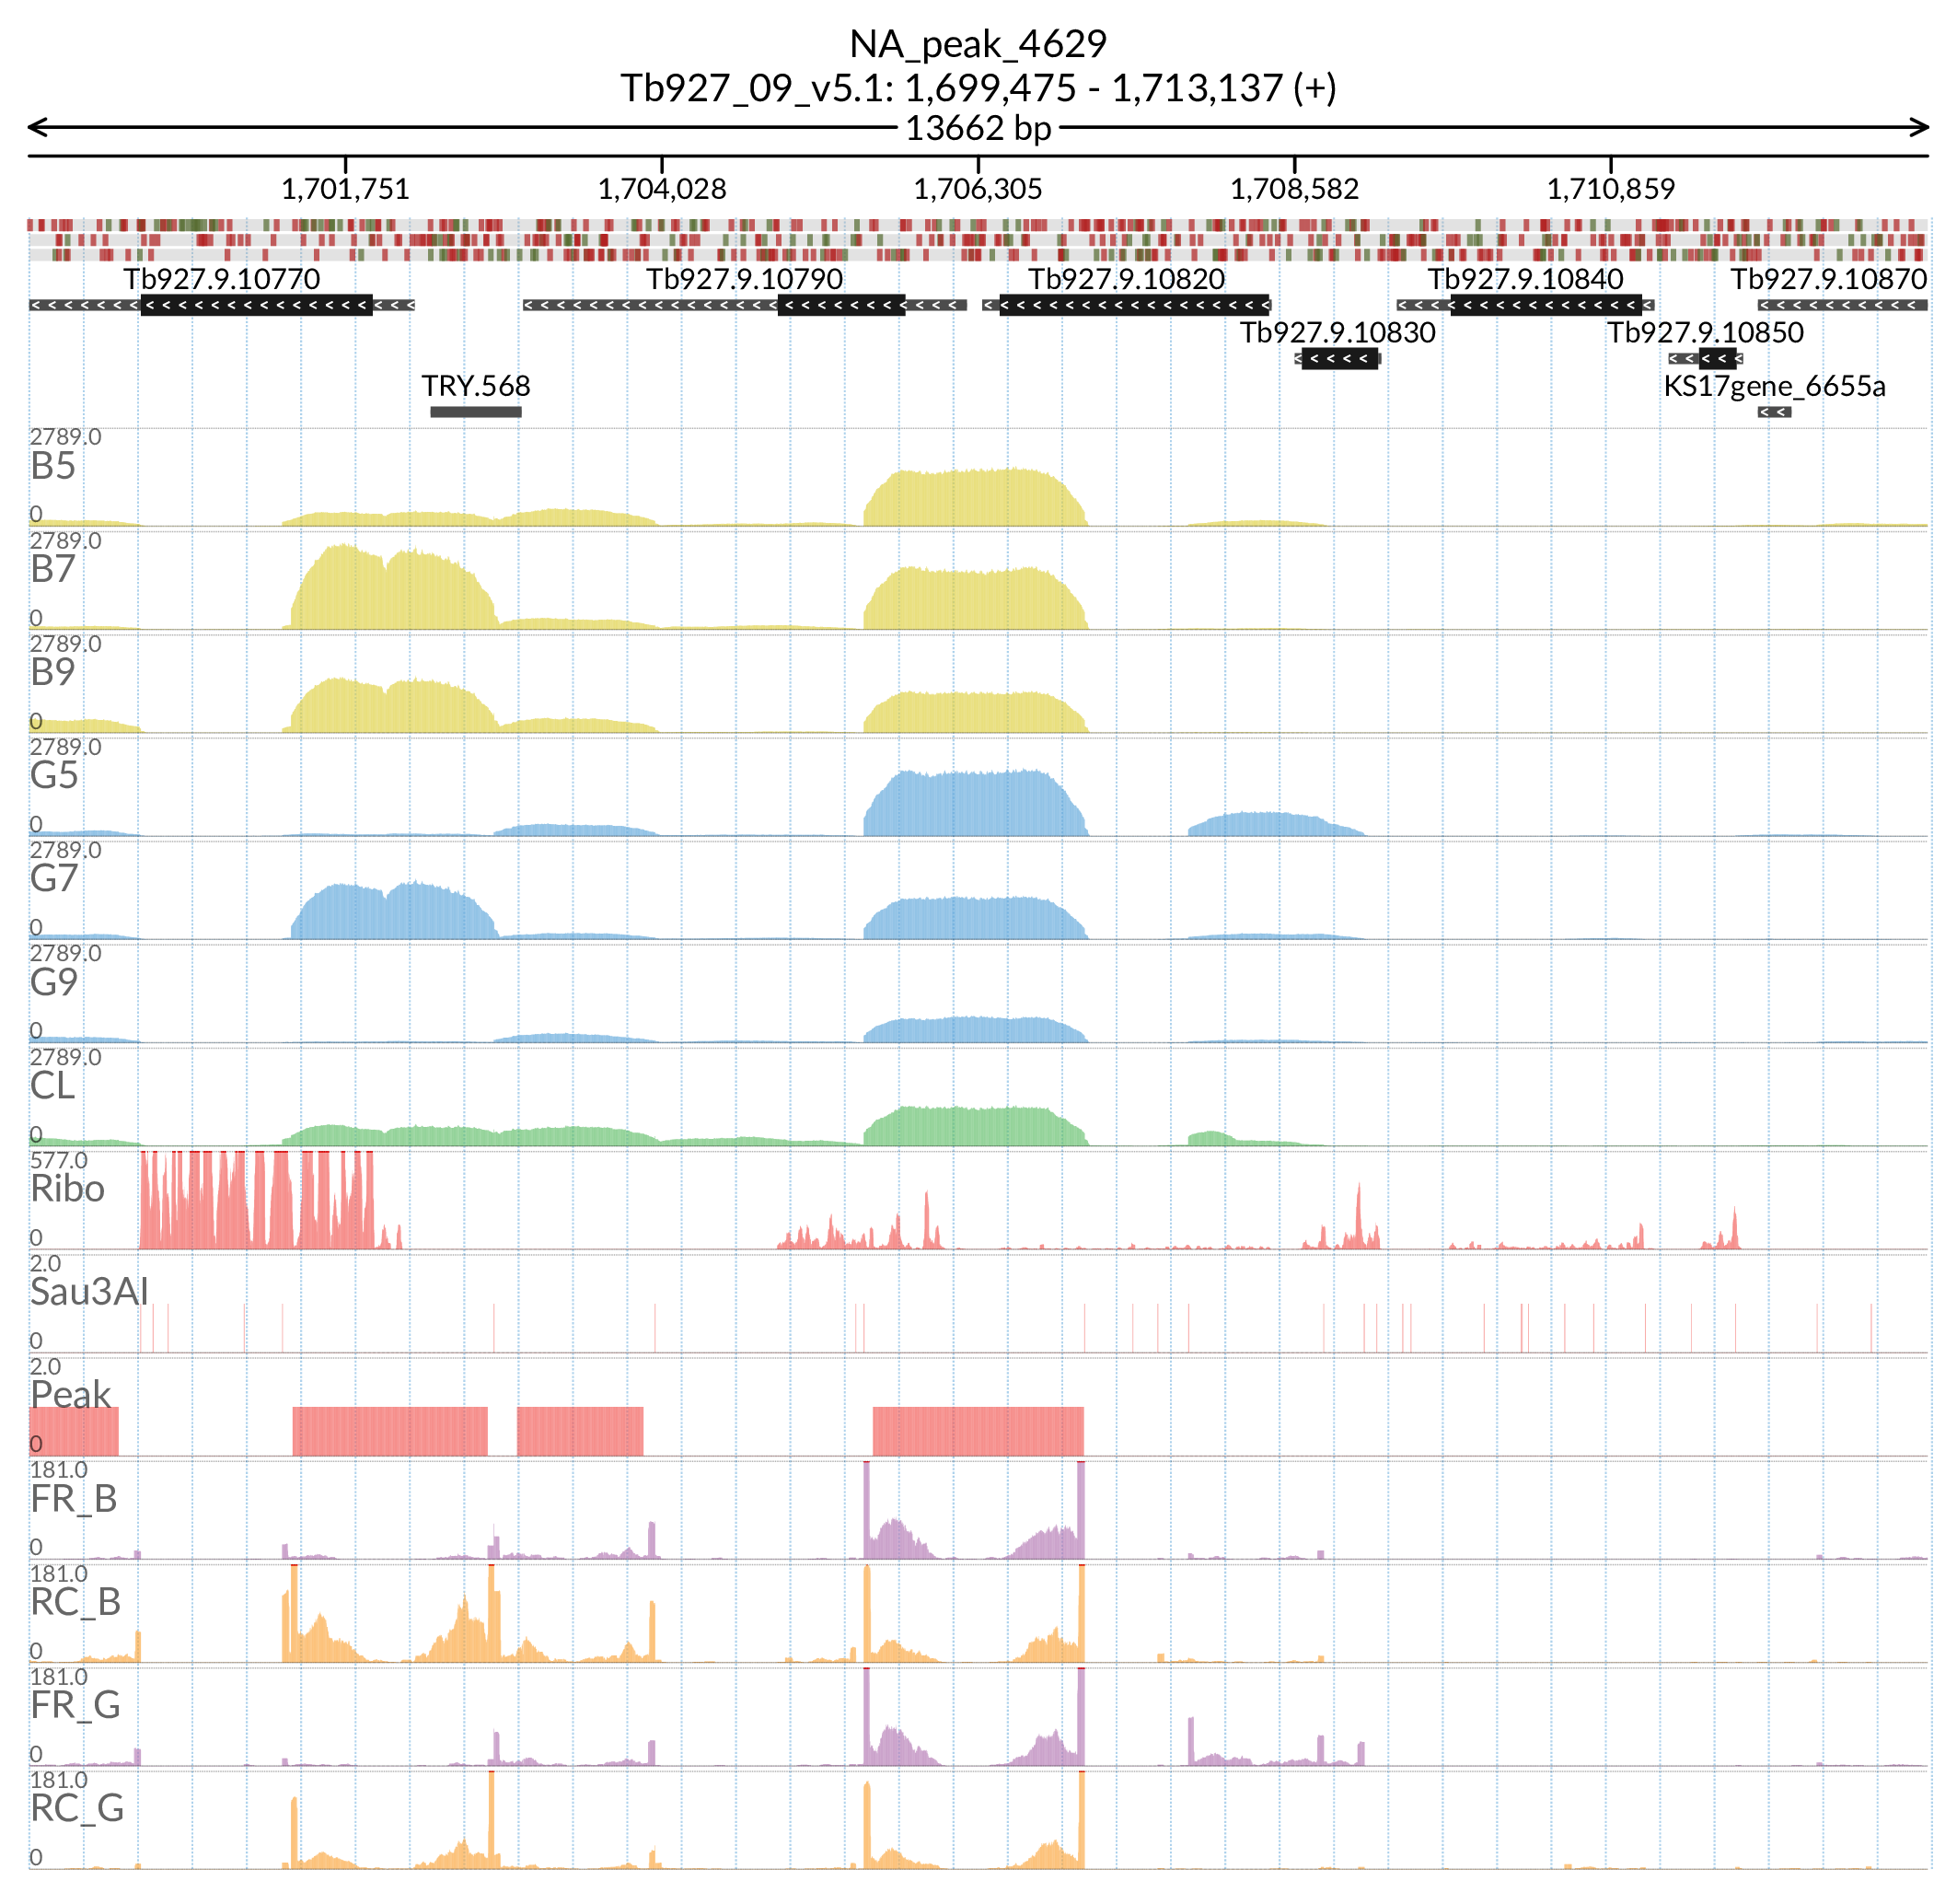 NA_peak_4629
Tb927_09_v5.1: 1,699,475 - 1,713,137 (+)
13662 bp
1,701,751 1,704,028 1,706,305 1,708,582 1,710,859
Tb927.9.10770 Tb927.9.10790 Tb927.9.10820 Tb927.9.10840 Tb927.9.10870
Tb927.9.10830 Tb927.9.10850
TRY.568 KS17gene_6655a
2789.0
B5
0
2789.0
B7
0
2789.0
B9
0
2789.0
G5
0
2789.0
G7
0
2789.0
G9
0
2789.0
CL
0
577.0
Ribo
0
2.0
Sau3AI
0
2.0
Peak
0
181.0
FR_B
0
181.0
RC_B
0
181.0
FR_G
0
181.0
RC_G
0